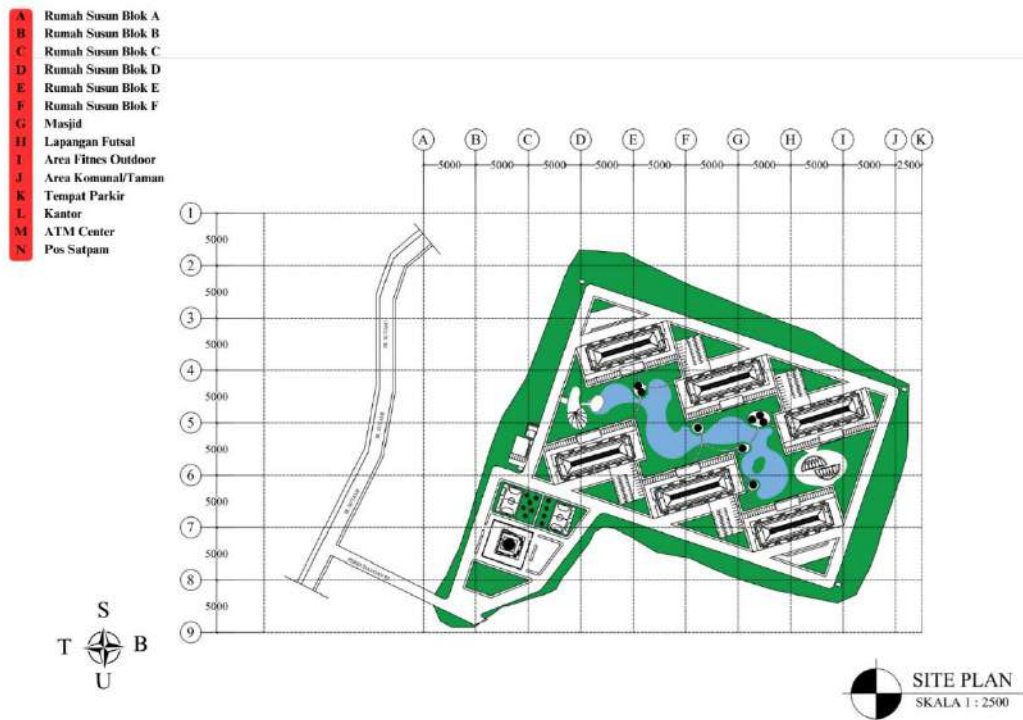 A Rumah Susun Blok A
B Rumah Susun Blok B
C Rumah Susun Blok C
D Rumah Susun Blok D
E Rumah Susun Blok E
F Rumah Susun Blok F
G Masjid
H Lapangan Futsal
I Area Fitnes Outdoor
J Area Komunal/Taman
K Tempat Parkir
L Kantor
M ATM Center
N Pos Satpam
A B C D E F G H I J K
5000 5000 5000 5000 5000 5000 5000 5000 5000 2500
1
5000
2
5000
3
5000
4
5000
5
5000
6
5000
7
5000
8
5000
9
S
T B
U
SITE PLAN
SKALA 1 : 2500